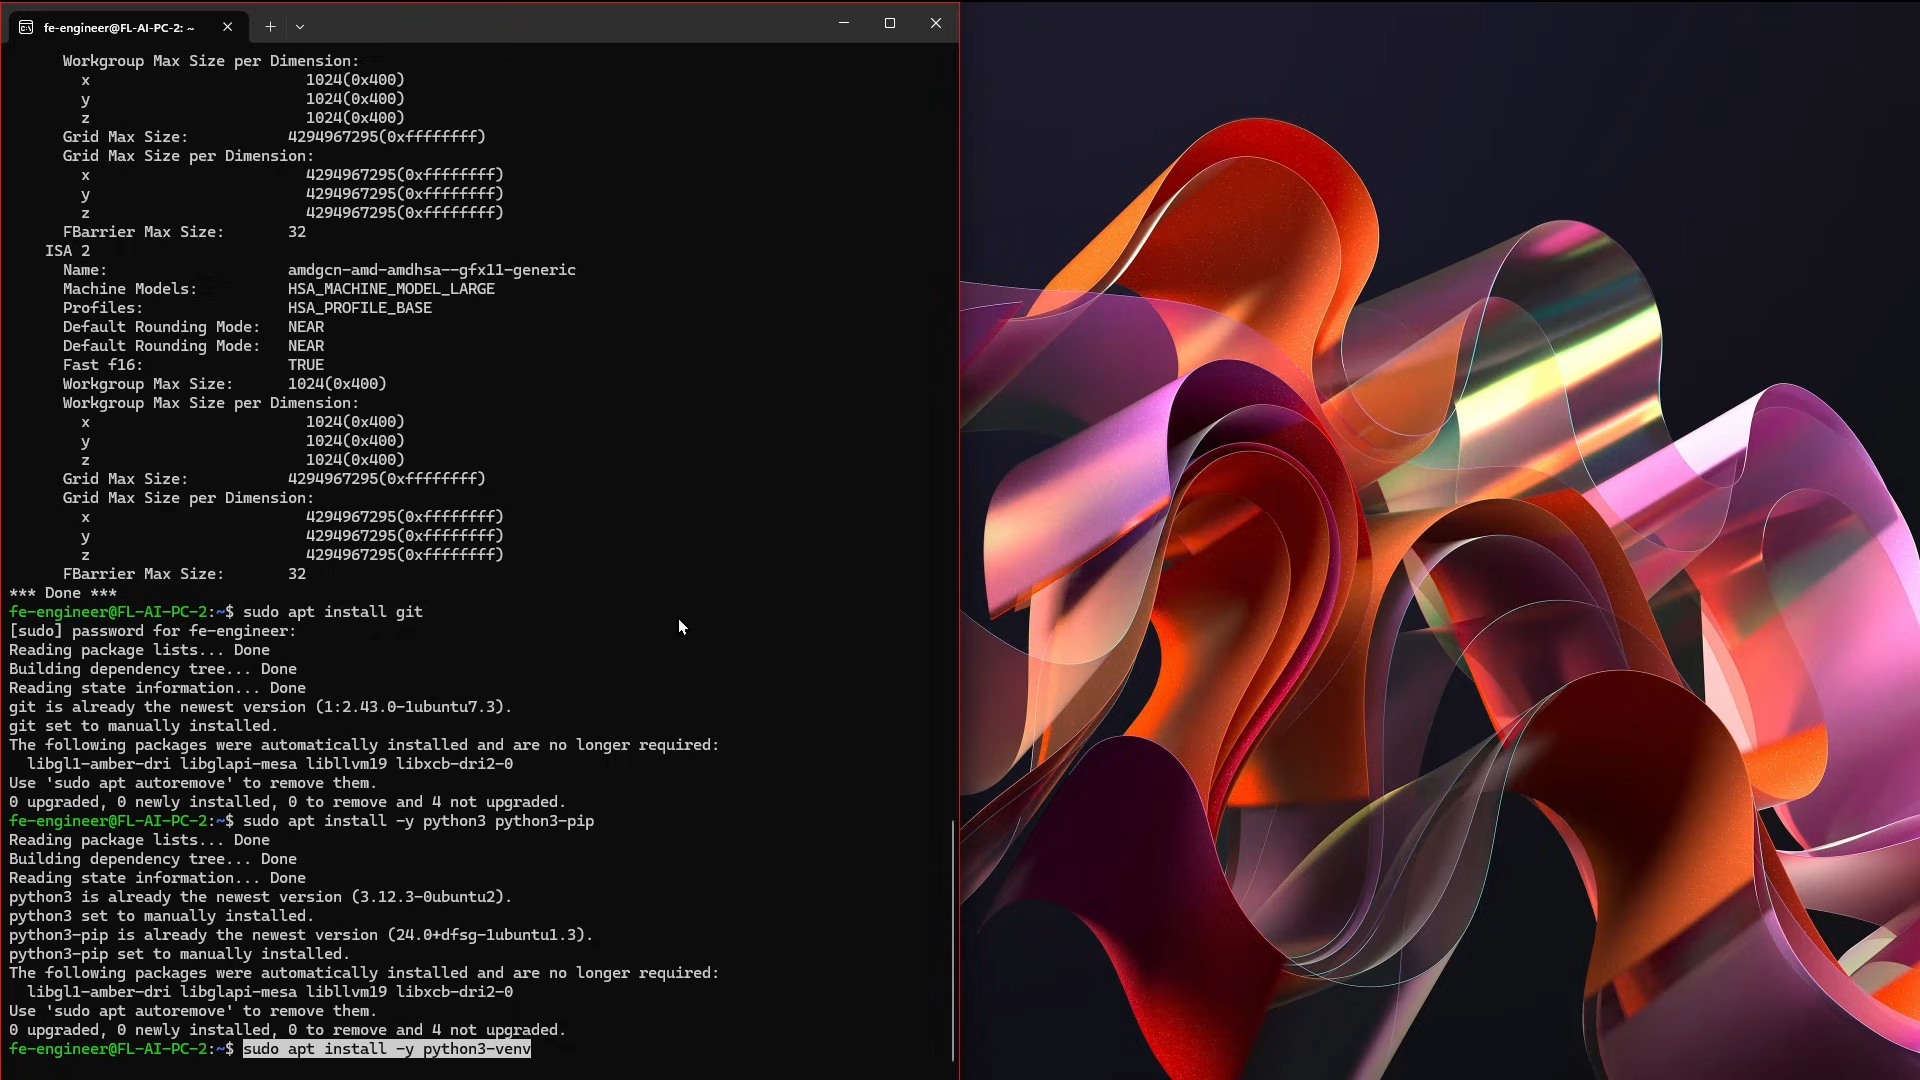 fe-engineer@FL-AI-PC-2: ~
Workgroup Max Size per Dimension:
x 1024(0x400)
y 1024(0x400)
z 1024(0x400)
Grid Max Size: 4294967295(0xffffffff)
Grid Max Size per Dimension:
x 4294967295(0xffffffff)
y 4294967295(0xffffffff)
z 4294967295(0xffffffff)
FBarrier Max Size: 32
ISA 2
Name: amdgcn-amd-amdhsa--gfx11-generic
Machine Models: HSA_MACHINE_MODEL_LARGE
Profiles: HSA_PROFILE_BASE
Default Rounding Mode: NEAR
Default Rounding Mode: NEAR
Fast f16: TRUE
Workgroup Max Size: 1024(0x400)
Workgroup Max Size per Dimension:
x 1024(0x400)
y 1024(0x400)
z 1024(0x400)
Grid Max Size: 4294967295(0xffffffff)
Grid Max Size per Dimension:
x 4294967295(0xffffffff)
y 4294967295(0xffffffff)
z 4294967295(0xffffffff)
FBarrier Max Size: 32
*** Done ***
fe-engineer@FL-AI-PC-2:~$ sudo apt install git
[sudo] password for fe-engineer:
Reading package lists... Done
Building dependency tree... Done
Reading state information... Done
git is already the newest version (1:2.43.0-1ubuntu7.3).
git set to manually installed.
The following packages were automatically installed and are no longer required:
libgl1-amber-dri libglapi-mesa libllvm19 libxcb-dri2-0
Use 'sudo apt autoremove' to remove them.
0 upgraded, 0 newly installed, 0 to remove and 4 not upgraded.
fe-engineer@FL-AI-PC-2:~$ sudo apt install -y python3 python3-pip
Reading package lists... Done
Building dependency tree... Done
Reading state information... Done
python3 is already the newest version (3.12.3-0ubuntu2).
python3 set to manually installed.
python3-pip is already the newest version (24.0+dfsg-1ubuntu1.3).
python3-pip set to manually installed.
The following packages were automatically installed and are no longer required:
libgl1-amber-dri libglapi-mesa libllvm19 libxcb-dri2-0
Use 'sudo apt autoremove' to remove them.
0 upgraded, 0 newly installed, 0 to remove and 4 not upgraded.
fe-engineer@FL-AI-PC-2:~$ sudo apt install -y python3-venv